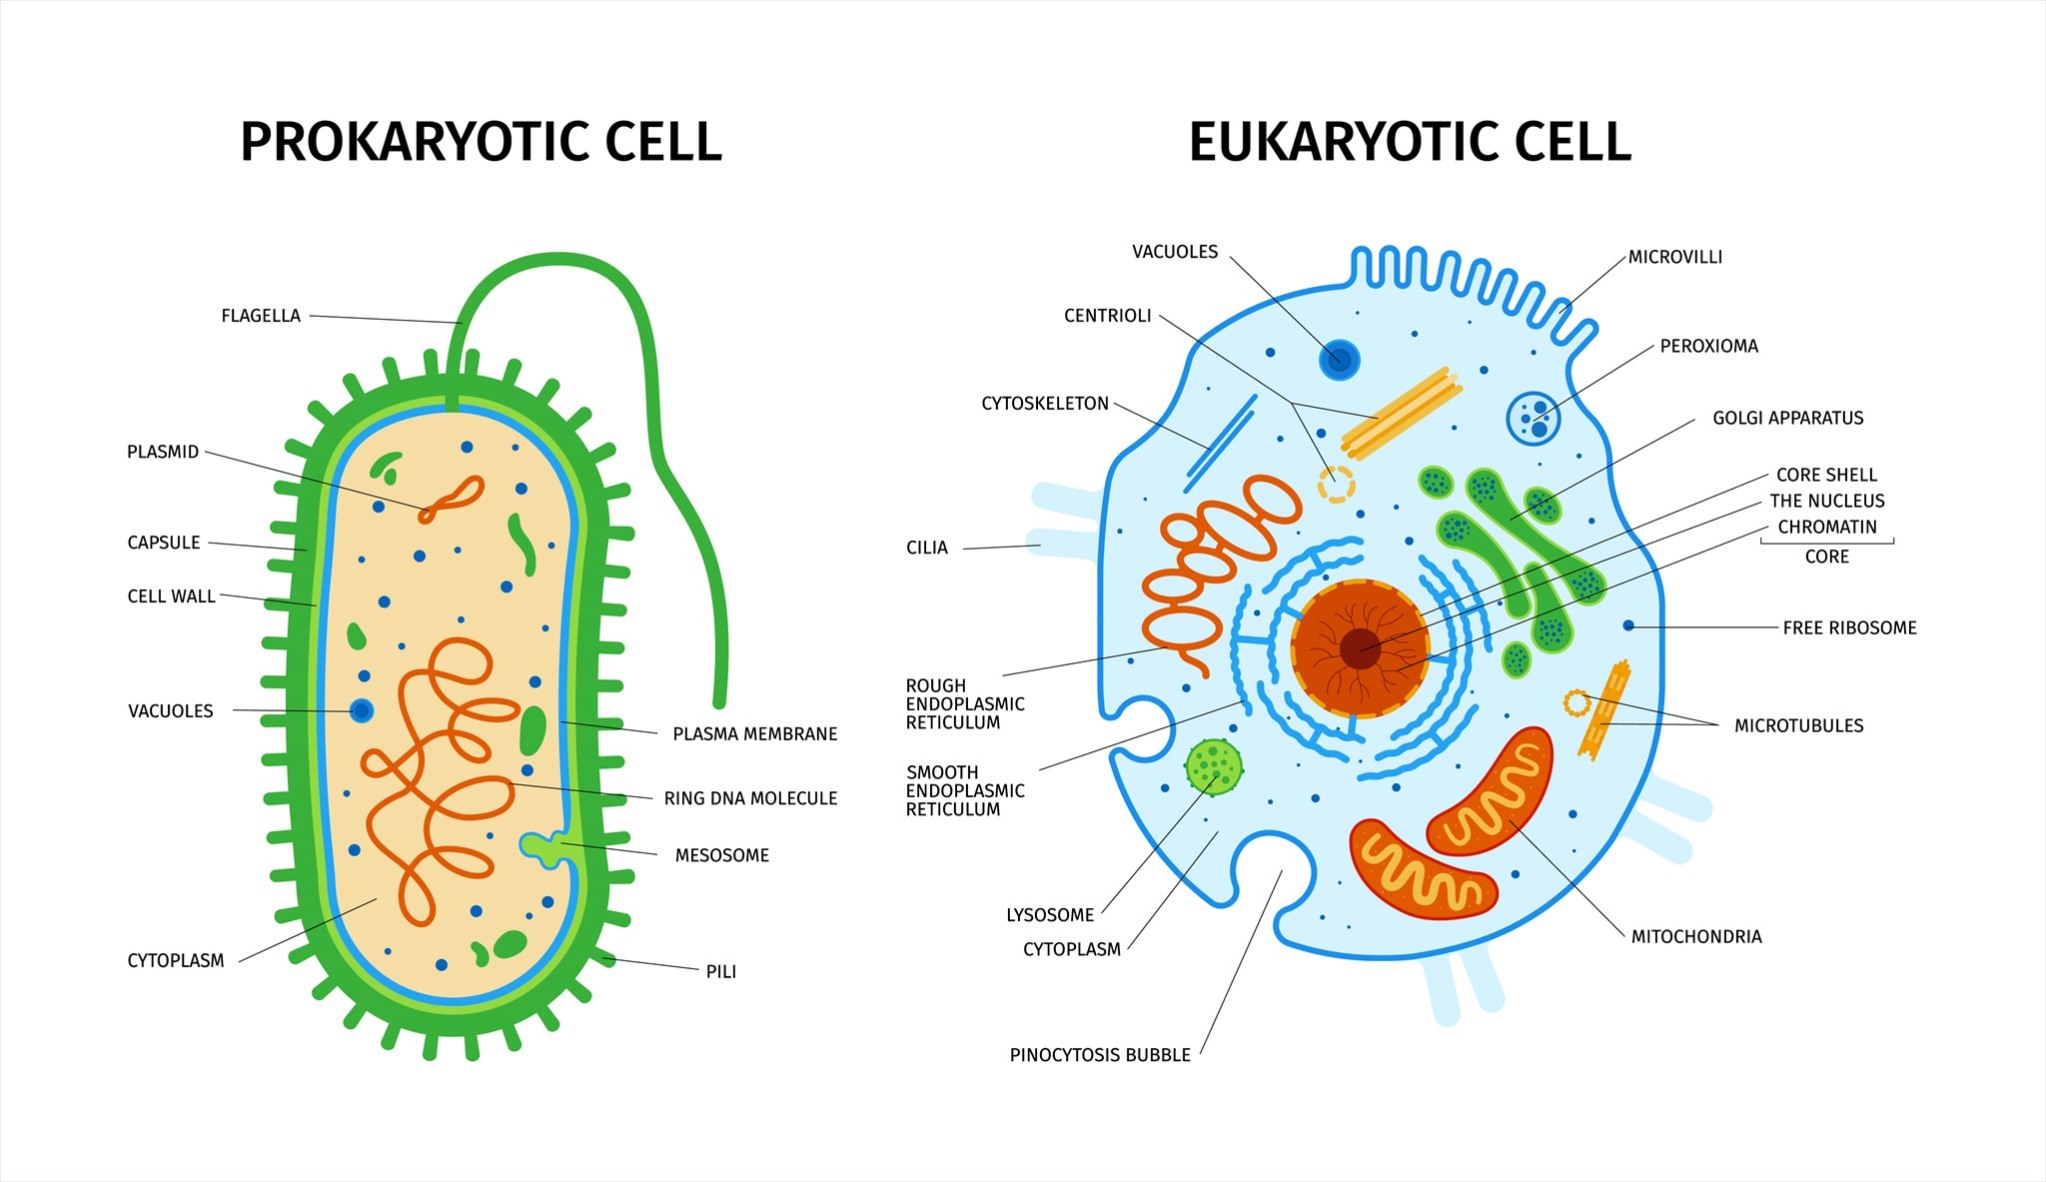 PROKARYOTIC CELL
FLAGELLA
PLASMID
CAPSULE
CELL WALL
VACUOLES
CYTOPLASM
PLASMA MEMBRANE
RING DNA MOLECULE
MESOSOME
PILI
EUKARYOTIC CELL
VACUOLES
CENTRIOLI
CYTOSKELETON
CILIA
ROUGH
ENDOPLASMIC
RETICULUM
SMOOTH
ENDOPLASMIC
RETICULUM
LYSOSOME
CYTOPLASM
PINOCYTOSIS BUBBLE
MICROVILLI
PEROXIOMA
GOLGI APPARATUS
CORE SHELL
THE NUCLEUS
CHROMATIN
CORE
FREE RIBOSOME
MICROTUBULES
MITOCHONDRIA